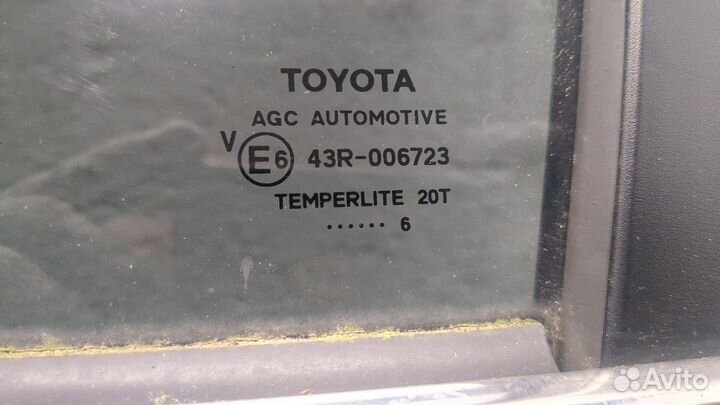 TOYOTA
AGC AUTOMOTIVE
V E6 43R-006723
TEMPERLITE 20T
...... 6
Avito